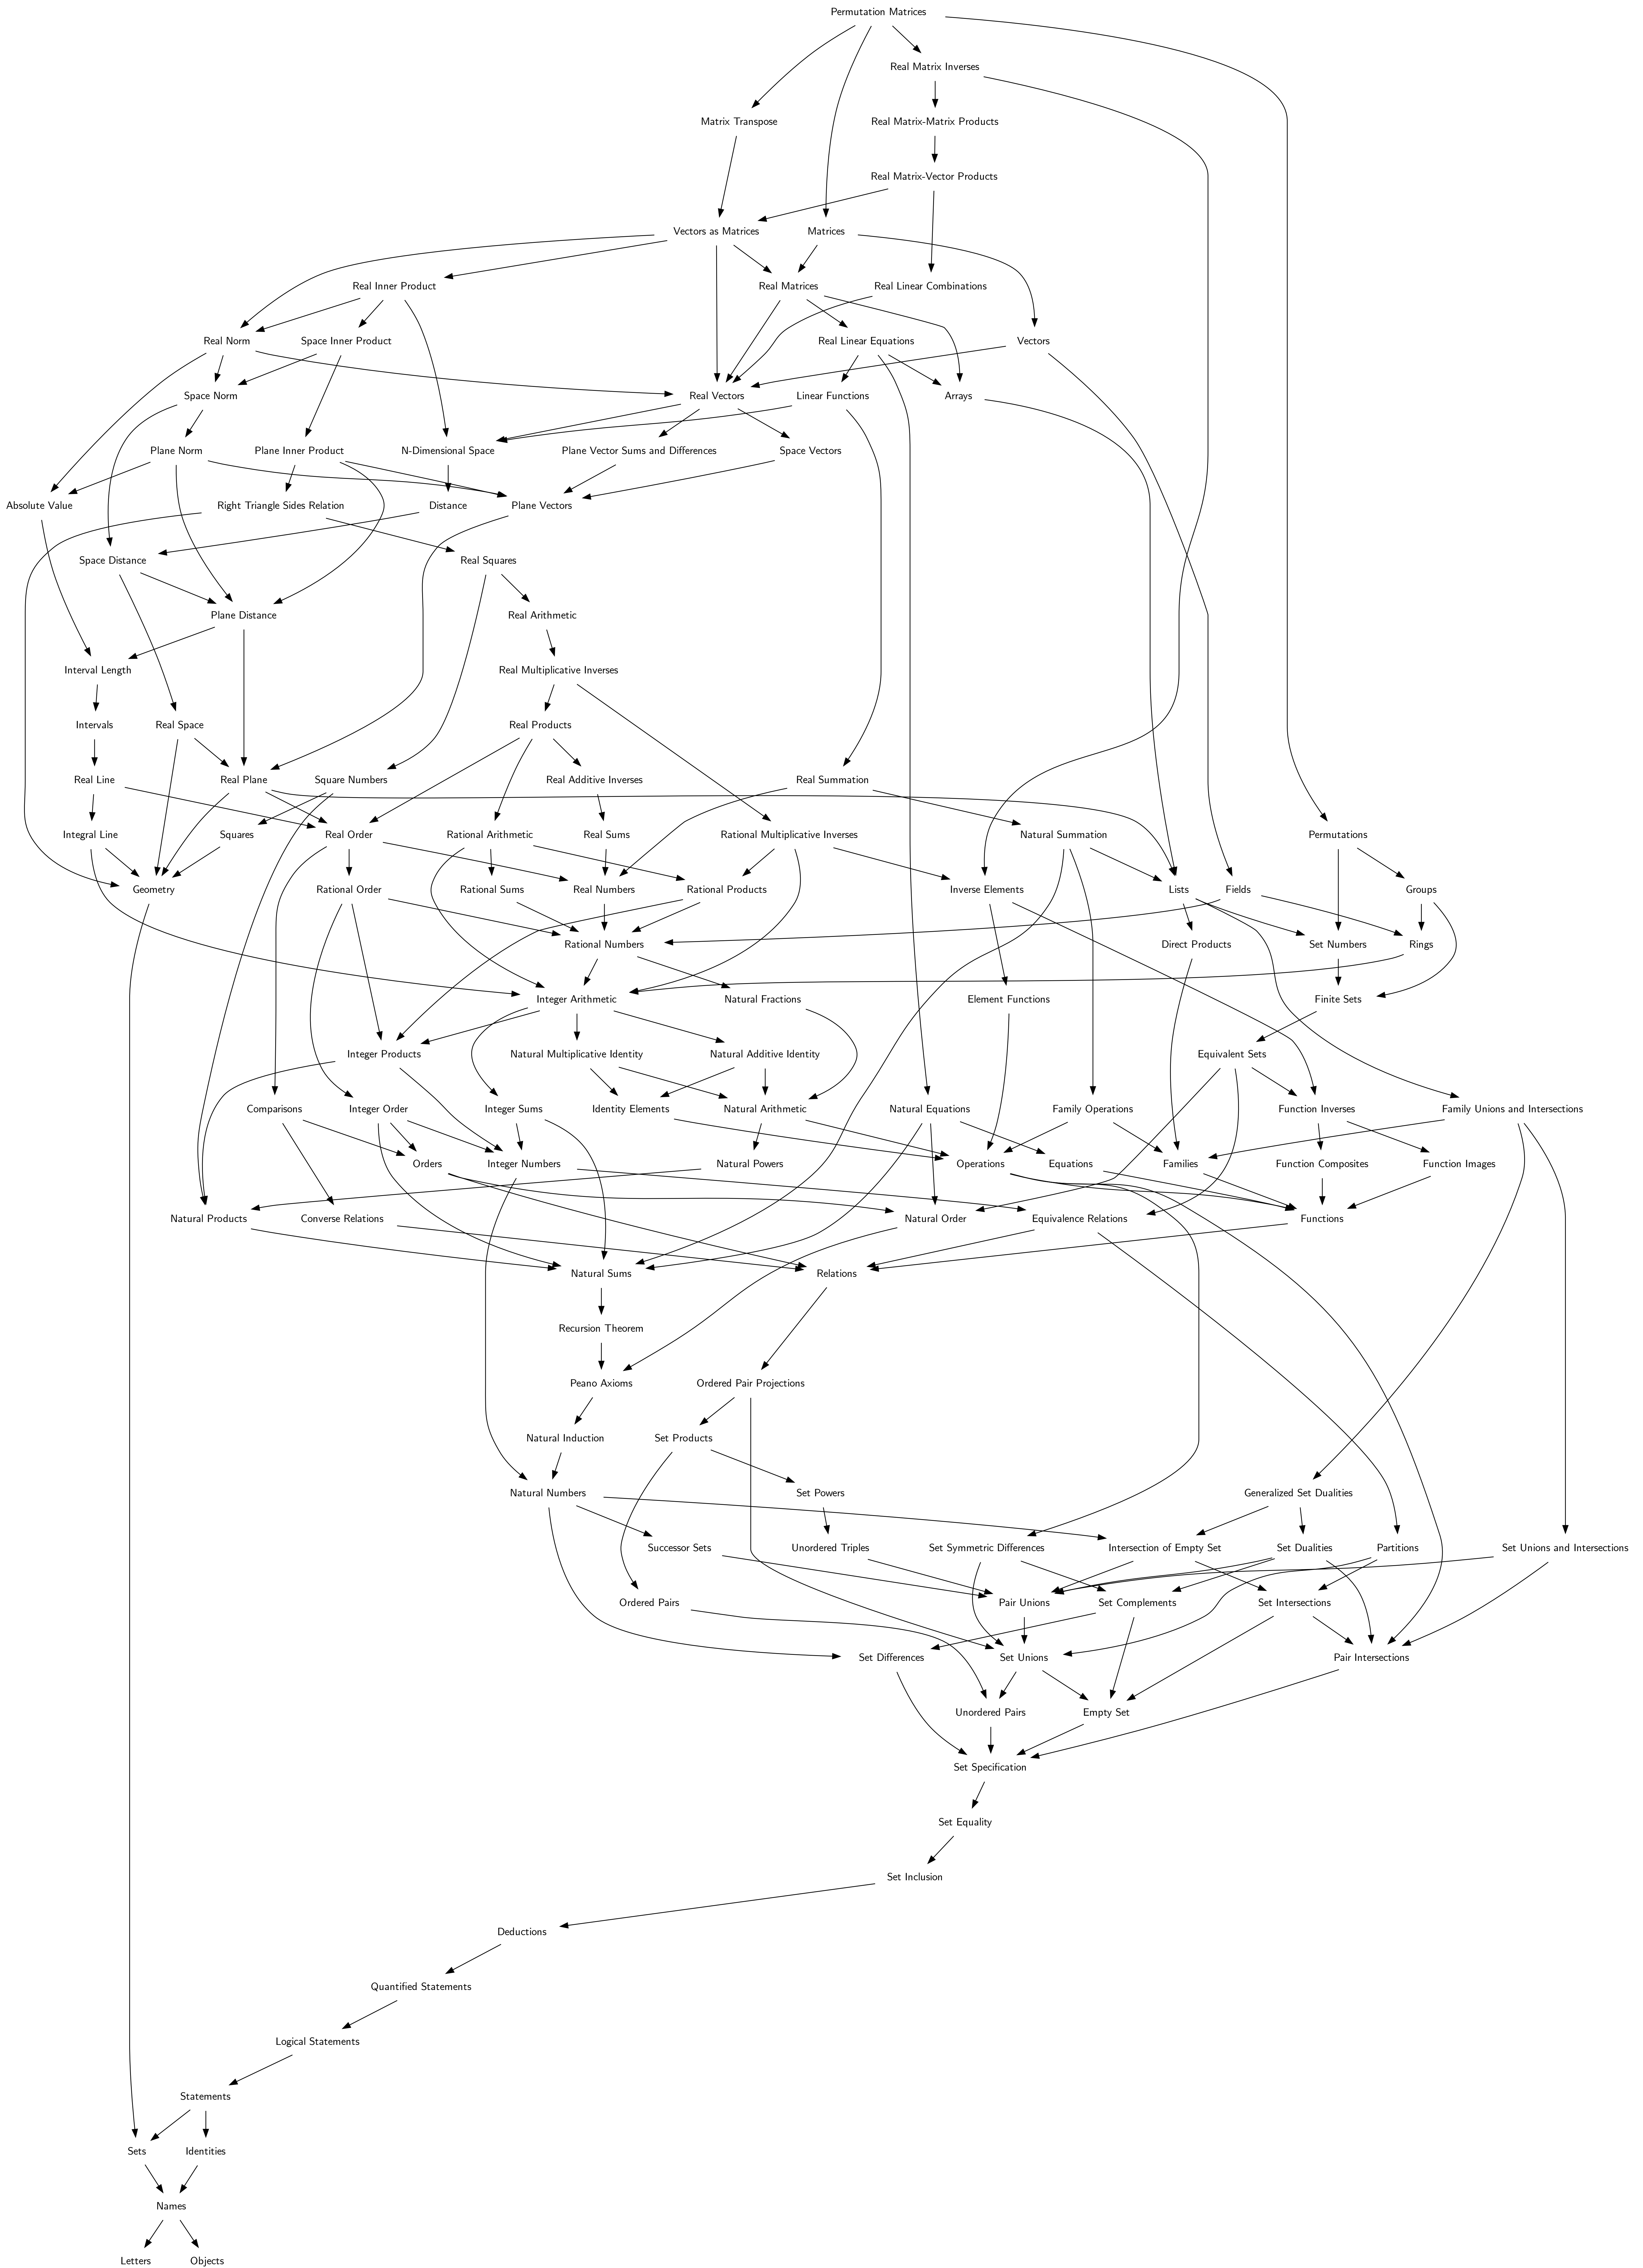 Permutation Matrices
Real Matrix Inverses
Matrix Transpose
Real Matrix-Matrix Products
Real Matrix-Vector Products
Vectors as Matrices
Matrices
Real Inner Product
Real Matrices
Real Linear Combinations
Real Norm
Space Inner Product
Real Linear Equations
Vectors
Space Norm
Real Vectors
Linear Functions
Arrays
Plane Norm
Plane Inner Product
N-Dimensional Space
Plane Vector Sums and Differences
Space Vectors
Absolute Value
Right Triangle Sides Relation
Distance
Plane Vectors
Space Distance
Real Squares
Plane Distance
Real Arithmetic
Interval Length
Real Multiplicative Inverses
Intervals
Real Space
Real Products
Real Line
Real Plane
Square Numbers
Real Additive Inverses
Real Summation
Integral Line
Squares
Real Order
Rational Arithmetic
Real Sums
Rational Multiplicative Inverses
Natural Summation
Permutations
Geometry
Rational Order
Rational Sums
Real Numbers
Rational Products
Inverse Elements
Lists
Fields
Groups
Rational Numbers
Direct Products
Set Numbers
Rings
Integer Arithmetic
Natural Fractions
Element Functions
Finite Sets
Integer Products
Natural Multiplicative Identity
Natural Additive Identity
Equivalent Sets
Comparisons
Integer Order
Integer Sums
Identity Elements
Natural Arithmetic
Natural Equations
Family Operations
Function Inverses
Family Unions and Intersections
Orders
Integer Numbers
Natural Powers
Operations
Equations
Families
Function Composites
Function Images
Natural Products
Converse Relations
Natural Order
Equivalence Relations
Functions
Natural Sums
Relations
Recursion Theorem
Peano Axioms
Ordered Pair Projections
Natural Induction
Set Products
Natural Numbers
Set Powers
Generalized Set Dualities
Successor Sets
Unordered Triples
Set Symmetric Differences
Intersection of Empty Set
Set Dualities
Partitions
Set Unions and Intersections
Ordered Pairs
Pair Unions
Set Complements
Set Intersections
Set Differences
Set Unions
Pair Intersections
Unordered Pairs
Empty Set
Set Specification
Set Equality
Set Inclusion
Deductions
Quantified Statements
Logical Statements
Statements
Sets
Identities
Names
Letters
Objects